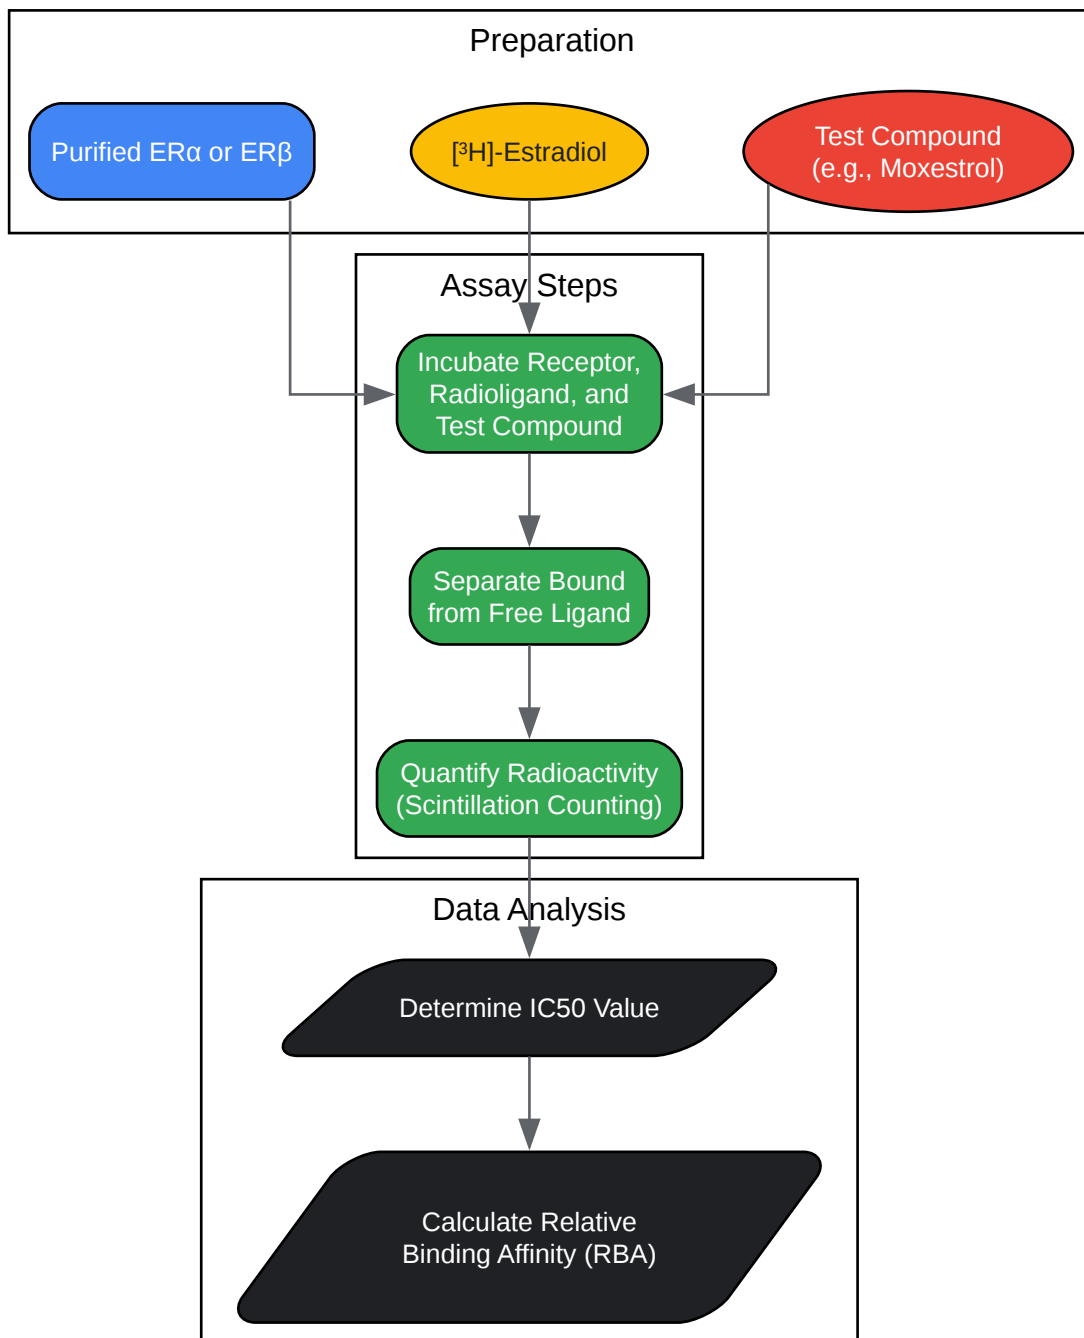 Preparation
Purified ERα or ERβ
[³H]-Estradiol
Test Compound
(e.g., Moxestrol)
Assay Steps
Incubate Receptor,
Radioligand, and
Test Compound
Separate Bound
from Free Ligand
Quantify Radioactivity
(Scintillation Counting)
Data Analysis
Determine IC50 Value
Calculate Relative
Binding Affinity (RBA)